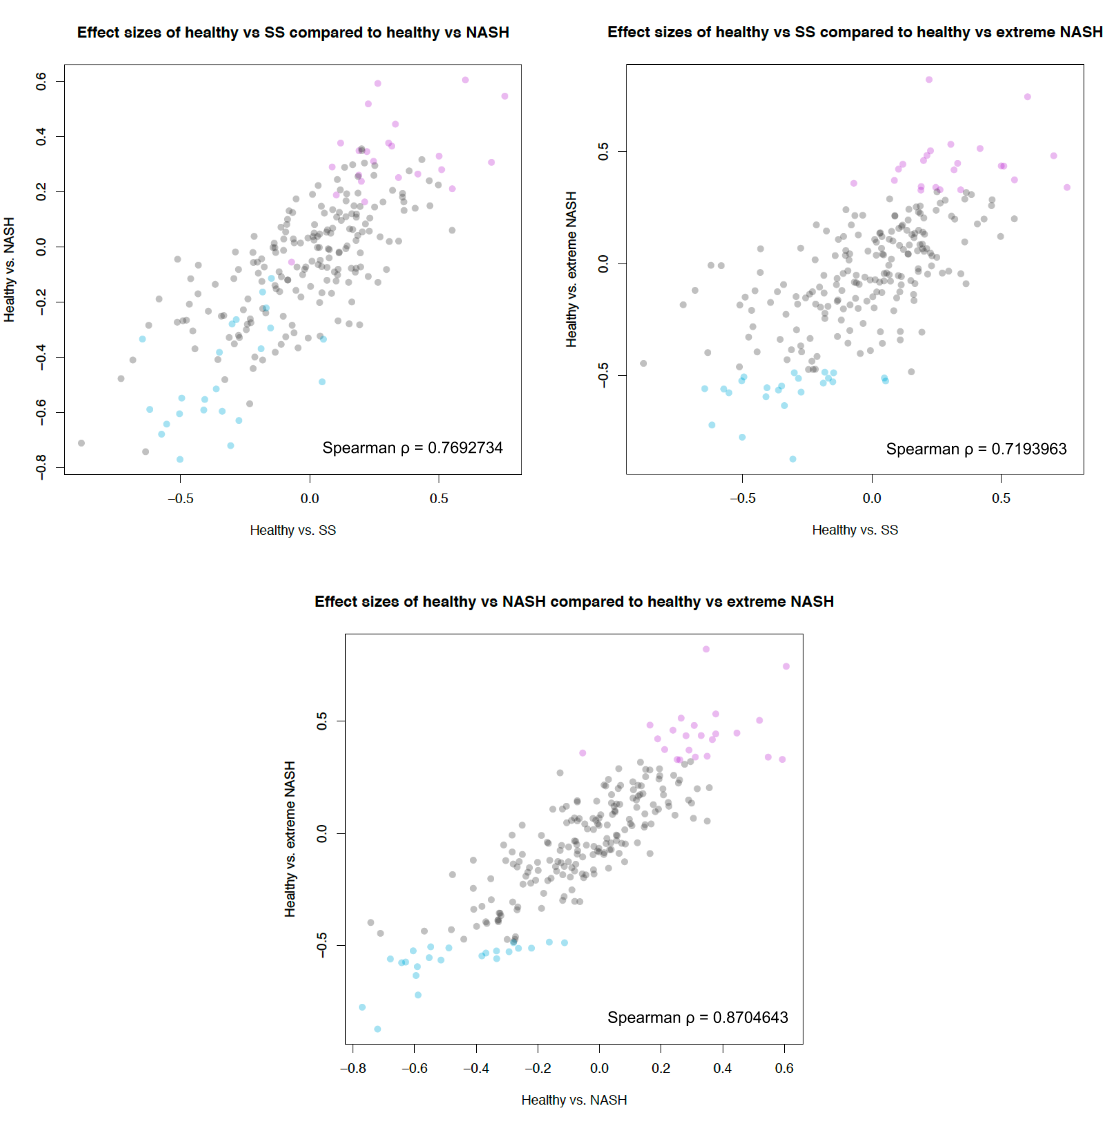 Effect sizes of healthy vs SS compared to healthy vs NASH
Healthy vs. NASH
0.6
0.4
0.2
0.0
−0.2
−0.4
−0.6
−0.8
Spearman ρ = 0.7692734
−0.5 0.0 0.5
Healthy vs. SS
Effect sizes of healthy vs SS compared to healthy vs extreme NASH
Healthy vs. extreme NASH
0.5
0.0
−0.5
Spearman ρ = 0.7193963
−0.5 0.0 0.5
Healthy vs. SS
Effect sizes of healthy vs NASH compared to healthy vs extreme NASH
Healthy vs. extreme NASH
0.5
0.0
−0.5
Spearman ρ = 0.8704643
−0.8 −0.6 −0.4 −0.2 0.0 0.2 0.4 0.6
Healthy vs. NASH